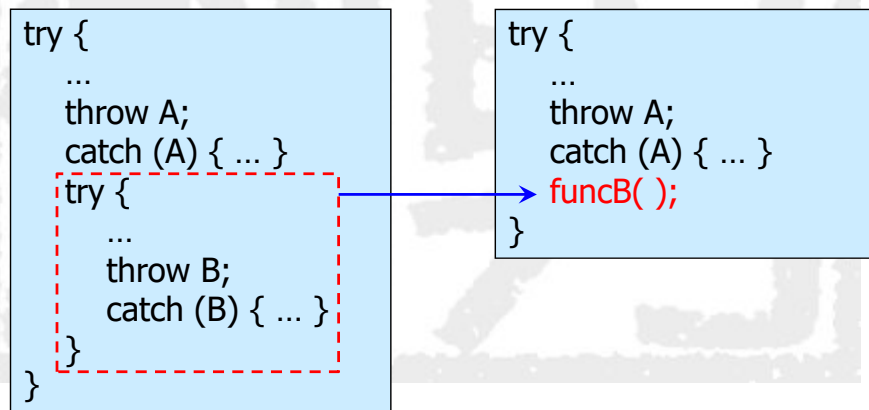 try {
…
throw A;
catch (A) { … }
try {
…
throw B;
catch (B) { … }
}
}
try {
…
throw A;
catch (A) { … }
funcB( );
}